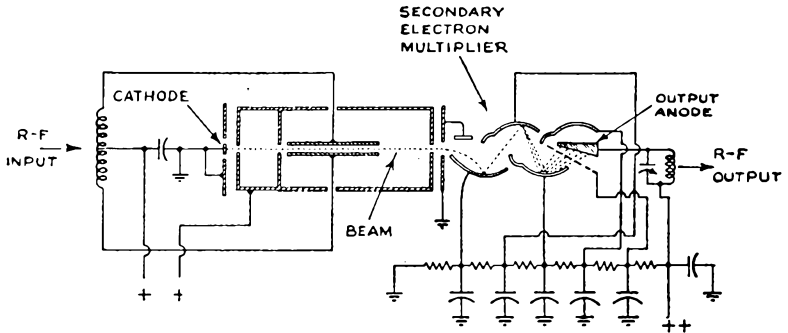 SECONDARY
ELECTRON
MULTIPLIER
CATHODE
OUTPUT
ANODE
R-F
INPUT
R-F
OUTPUT
BEAM
+ +
++